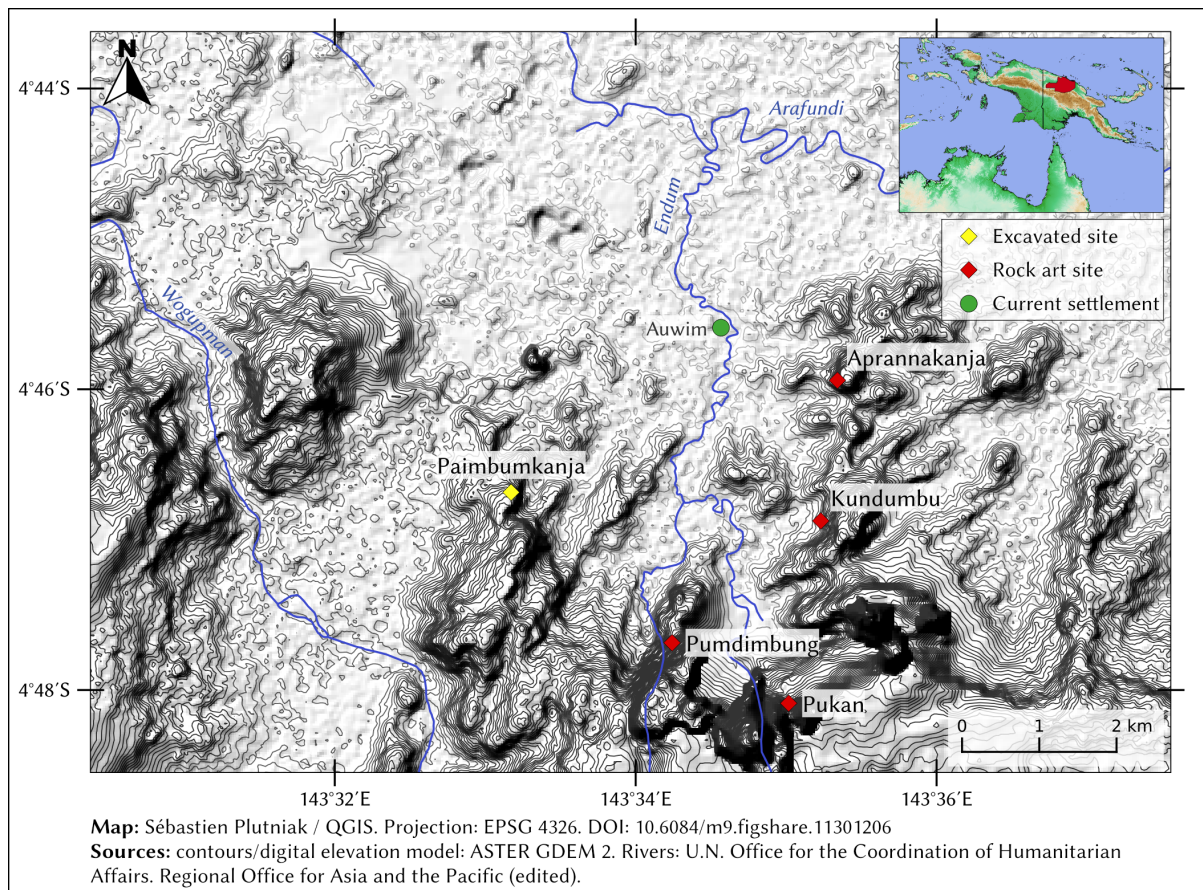 N
4°44′S
Arafundi
Endum
Excavated site
Rock art site
Current settlement
Wogupman
Auwim
Aprannakanja
4°46′S
Paimbumkanja
Kundumbu
Pumdimbung
4°48′S
Pukan
0 1 2 km
143°32′E 143°34′E 143°36′E
Map: Sébastien Plutniak / QGIS. Projection: EPSG 4326. DOI: 10.6084/m9.figshare.11301206
Sources: contours/digital elevation model: ASTER GDEM 2. Rivers: U.N. Office for the Coordination of Humanitarian
Affairs. Regional Office for Asia and the Pacific (edited).